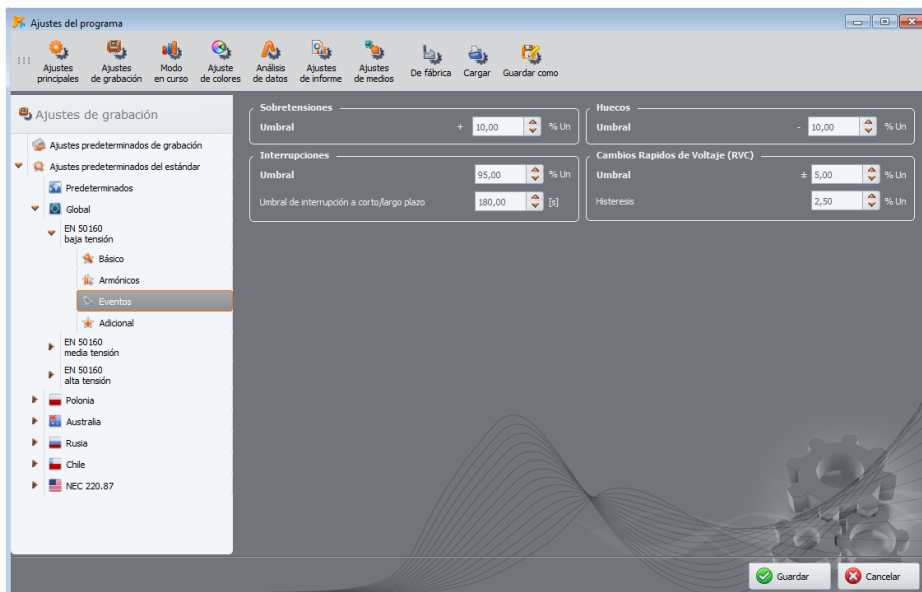 Ajustes del programa
Ajustes principales
Ajustes de grabación
Modo en curso
Ajuste de colores
Análisis de datos
Ajustes de informe
Ajustes de medios
De fábrica
Cargar
Guardar como
Ajustes de grabación
Ajustes predeterminados de grabación
Ajustes predeterminados del estándar
Predeterminados
Global
EN 50160
baja tensión
Básico
Armónicos
Eventos
Adicional
EN 50160
media tensión
EN 50160
alta tensión
Polonia
Australia
Rusia
Chile
NEC 220.87
Sobretensiones
Umbral + 10,00 % Un
Huecos
Umbral - 10,00 % Un
Interrupciones
Umbral 95,00 % Un
Umbral de interrupción a corto/largo plazo 180,00 [s]
Cambios Rapidos de Voltaje (RVC)
Umbral ± 5,00 % Un
Histeresis 2,50 % Un
Guardar
Cancelar